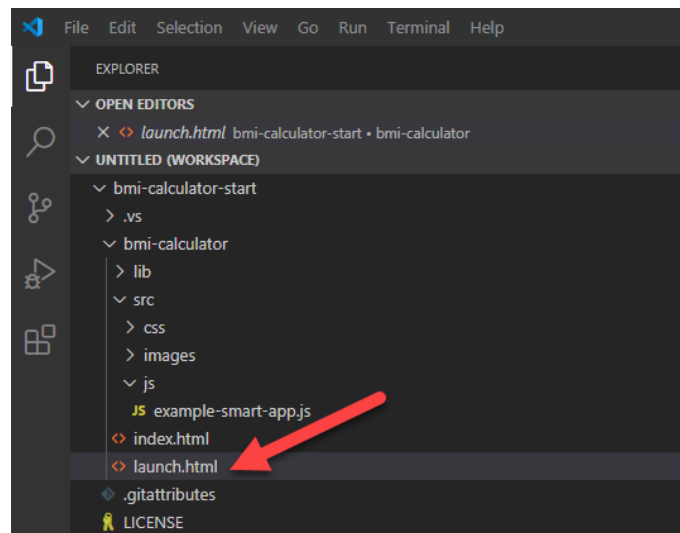 File Edit Selection View Go Run Terminal Help
EXPLORER
OPEN EDITORS
launch.html bmi-calculator-start • bmi-calculator
UNTITLED (WORKSPACE)
bmi-calculator-start
.vs
bmi-calculator
lib
src
css
images
js
JS example-smart-app.js
index.html
launch.html
.gitattributes
LICENSE